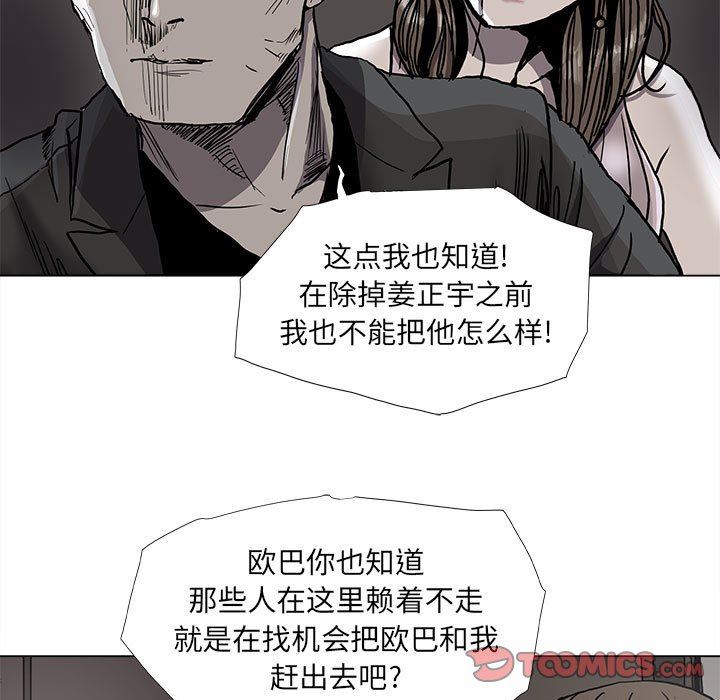 这点我也知道!
在除掉姜正宇之前
我也不能把他怎么样!
欧巴你也知道
那些人在这里赖着不走
就是在找机会把欧巴和我
赶出去吧?
TOOMICS.COM